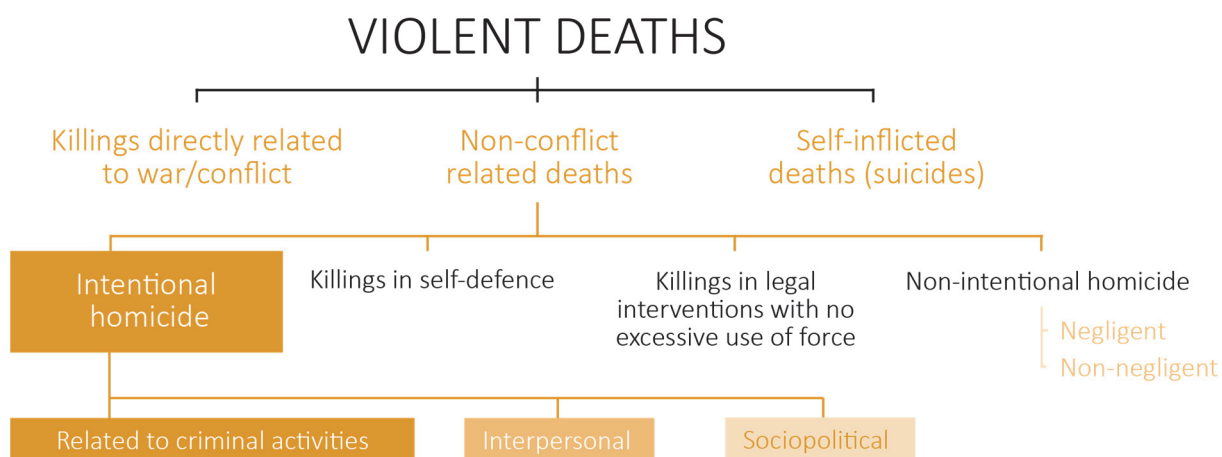 VIOLENT DEATHS
Killings directly related
to war/conflict
Non-conflict
related deaths
Self-inflicted
deaths (suicides)
Intentional
homicide
Killings in self-defence
Killings in legal
interventions with no
excessive use of force
Non-intentional homicide
Negligent
Non-negligent
Related to criminal activities
Interpersonal
Sociopolitical